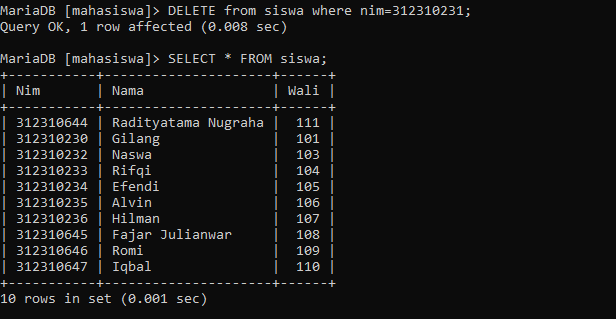 MariaDB [mahasiswa]> DELETE from siswa where nim=312310231;
Query OK, 1 row affected (0.008 sec)

MariaDB [mahasiswa]> SELECT * FROM siswa;
+-----------+---------------------+------+
| Nim       | Nama                | Wali |
+-----------+---------------------+------+
| 312310644 | Radityatama Nugraha |  111 |
| 312310230 | Gilang              |  101 |
| 312310232 | Naswa               |  103 |
| 312310233 | Rifqi               |  104 |
| 312310234 | Efendi              |  105 |
| 312310235 | Alvin               |  106 |
| 312310236 | Hilman              |  107 |
| 312310645 | Fajar Julianwar     |  108 |
| 312310646 | Romi                |  109 |
| 312310647 | Iqbal               |  110 |
+-----------+---------------------+------+
10 rows in set (0.001 sec)